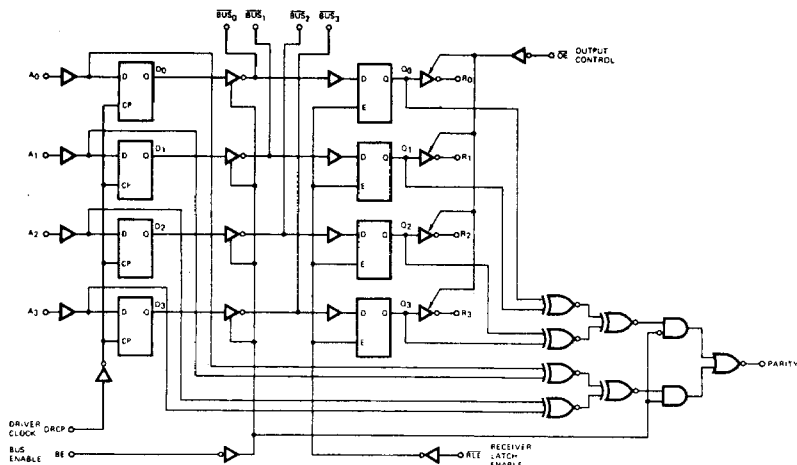 BUS0 BUS1 BUS2 BUS3
OE OUTPUT CONTROL
A0 D Q D0 D Q Q0 R0
CP E
A1 D Q D1 D Q Q1 R1
CP E
A2 D Q D2 D Q Q2 R2
CP E
A3 D Q D3 D Q Q3 R3
CP E
PARITY
DRIVER CLOCK DRCP
BUS ENABLE BE
RLE RECEIVER LATCH ENABLE